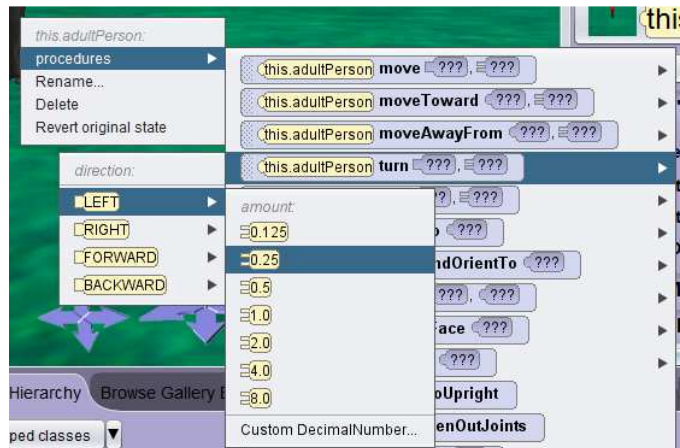 this.adultPerson:
procedures
Rename...
Delete
Revert original state
this.adultPerson move ???, ???
this.adultPerson moveToward ???, ???
this.adultPerson moveAwayFrom ???, ???
this.adultPerson turn ???, ???
???, ???
???
ndOrientTo ???
???, ???
ace ???
???
oUpright
enOutJoints
direction:
LEFT
RIGHT
FORWARD
BACKWARD
amount:
0.125
0.25
0.5
1.0
2.0
4.0
8.0
Custom DecimalNumber...
Hierarchy Browse Gallery
ped classes
thi